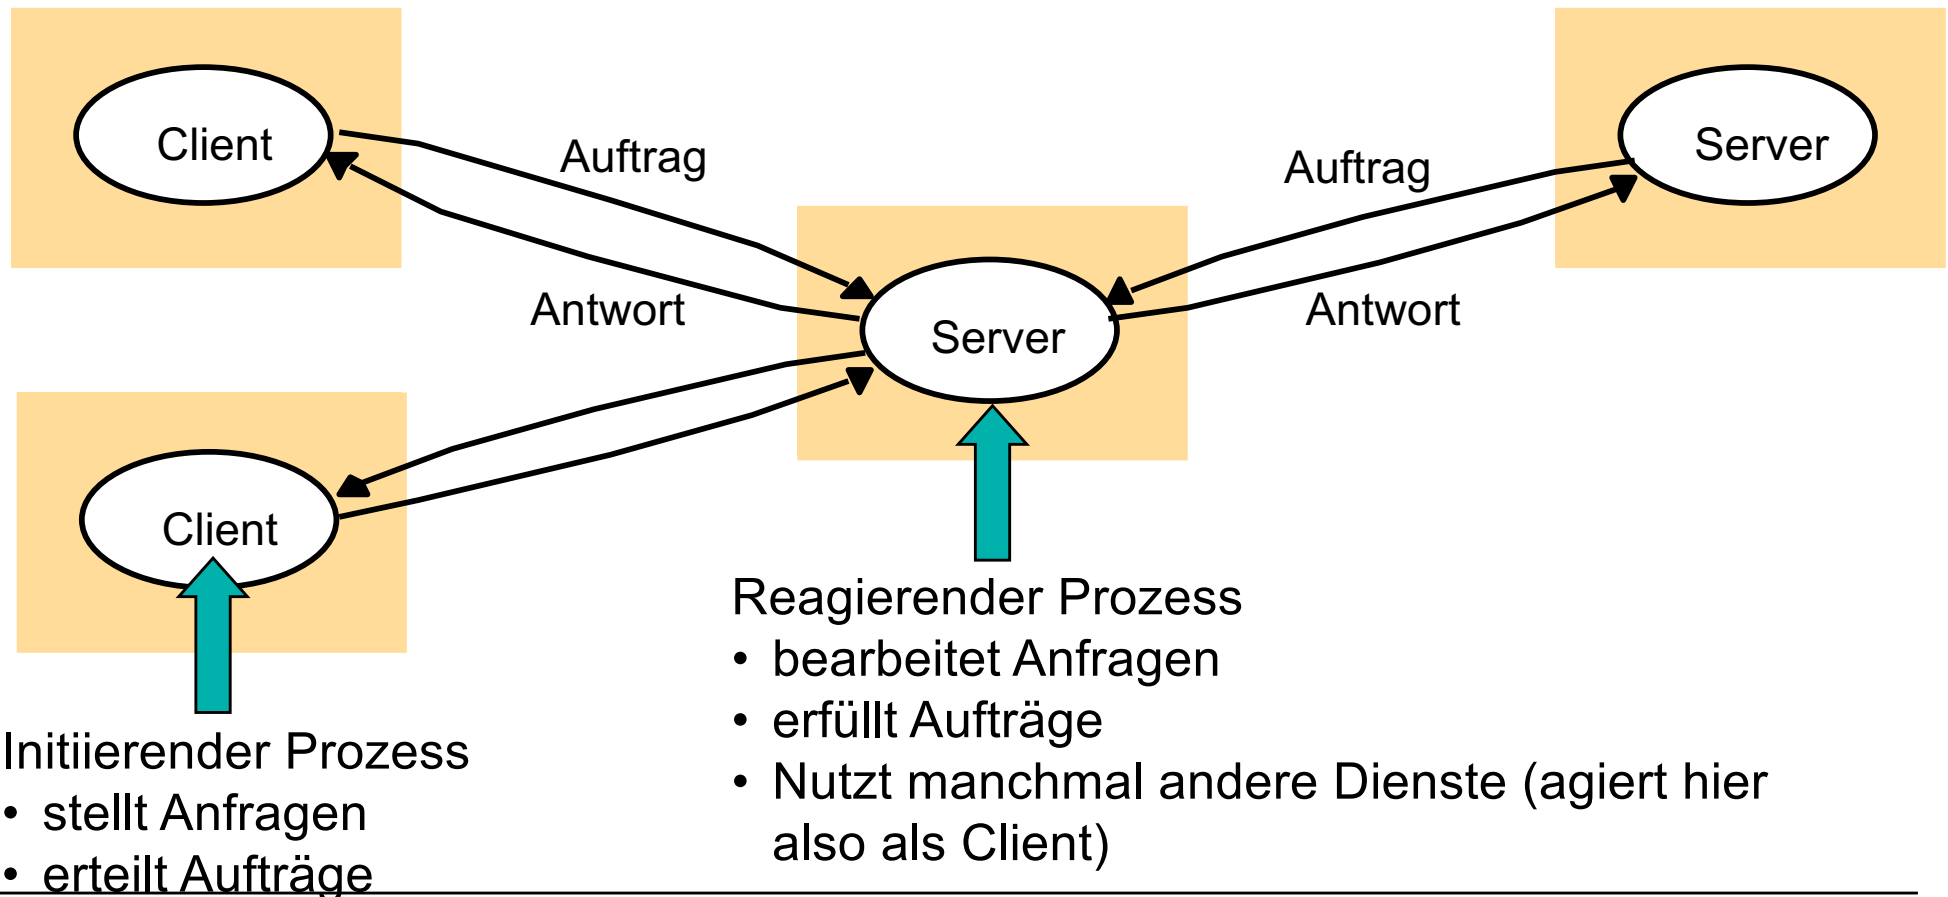 Client
Auftrag
Antwort
Server
Auftrag
Antwort
Server
Client
Initiierender Prozess
• stellt Anfragen
• erteilt Aufträge
Reagierender Prozess
• bearbeitet Anfragen
• erfüllt Aufträge
• Nutzt manchmal andere Dienste (agiert hier
also als Client)